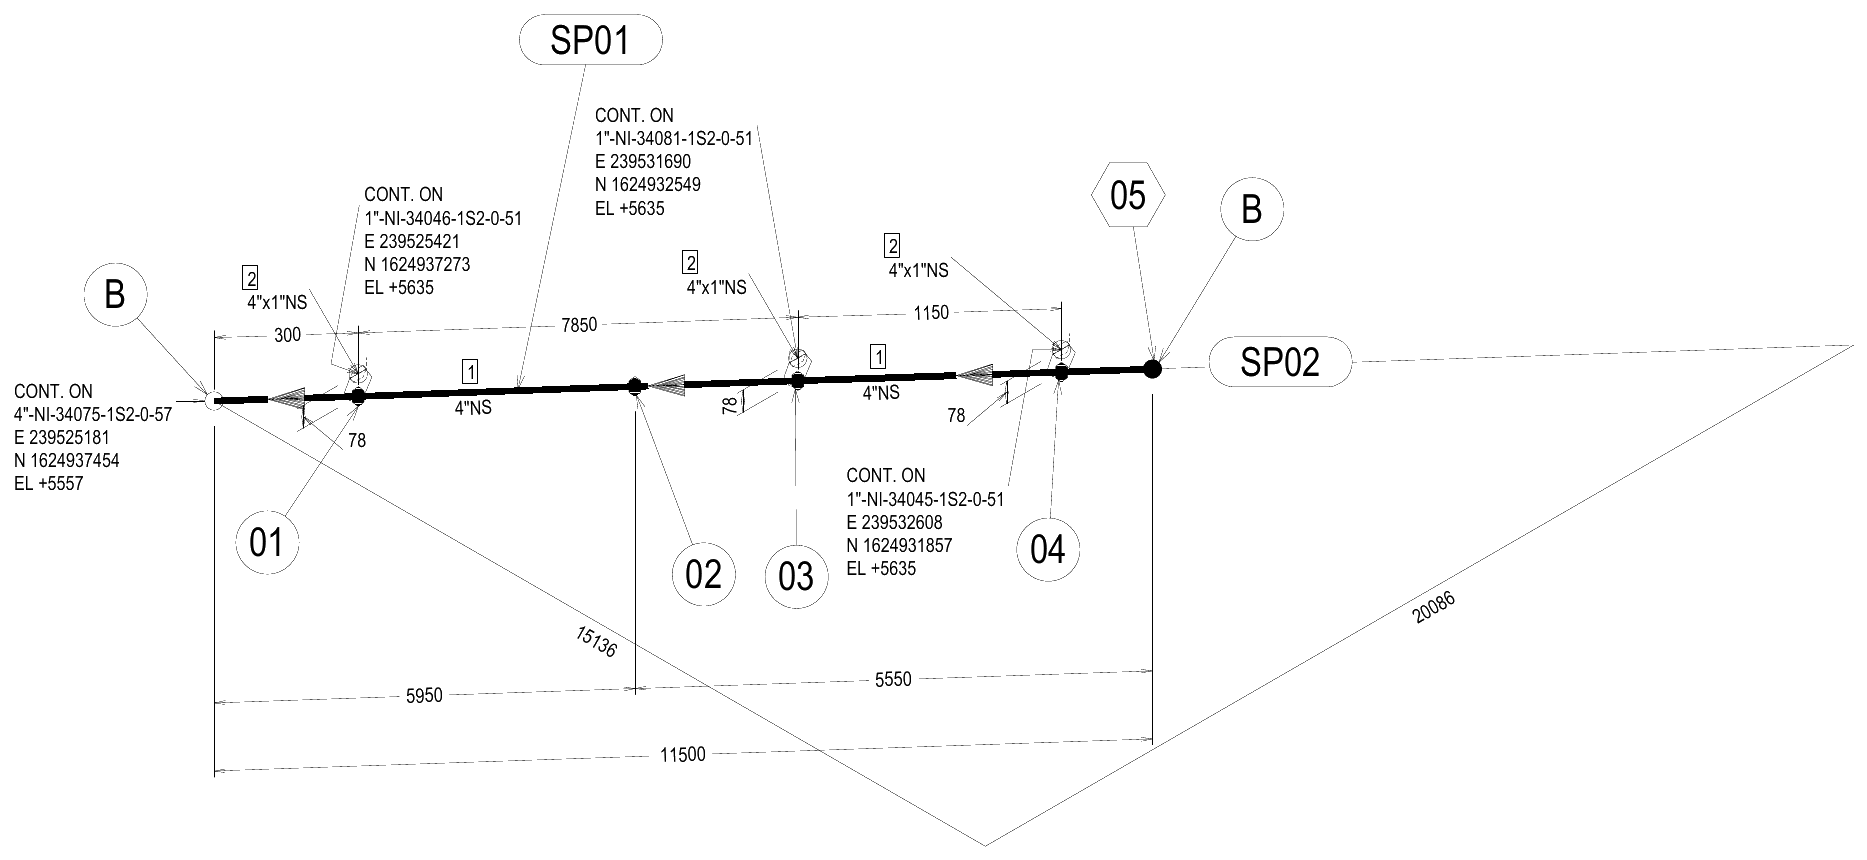 SP01
CONT. ON
1"-NI-34081-1S2-0-51
E 239531690
N 1624932549
EL +5635
CONT. ON
1"-NI-34046-1S2-0-51
E 239525421
N 1624937273
EL +5635
05
B
2
4"x1"NS
2
4"x1"NS
2
4"x1"NS
B
300
7850
1150
1
4"NS
1
4"NS
SP02
CONT. ON
4"-NI-34075-1S2-0-57
E 239525181
N 1624937454
EL +5557
78
78
78
CONT. ON
1"-NI-34045-1S2-0-51
E 239532608
N 1624931857
EL +5635
01
02
03
04
15136
20086
5950
5550
11500